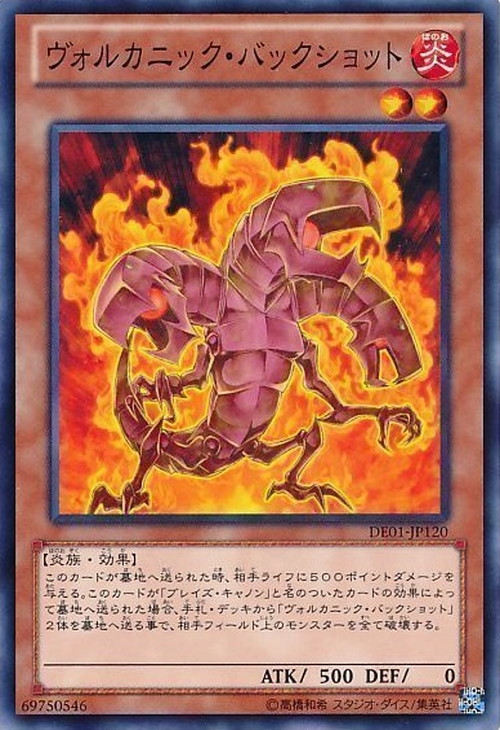 ヴォルカニック・バックショット
ほのお
炎
DE01-JP120
【炎族・効果】
このカードが墓地へ送られた時、相手ライフに500ポイントダメージを
与える。このカードが「ブレイズ・キャノン」と名のついたカードの効果によっ
て墓地へ送られた場合、手札・デッキから「ヴォルカニック・バックショット」
2体を墓地へ送る事で、相手フィールド上のモンスターを全て破壊する。
ATK/ 500 DEF/ 0
69750546
©高橋和希 スタジオ・ダイス/集英社